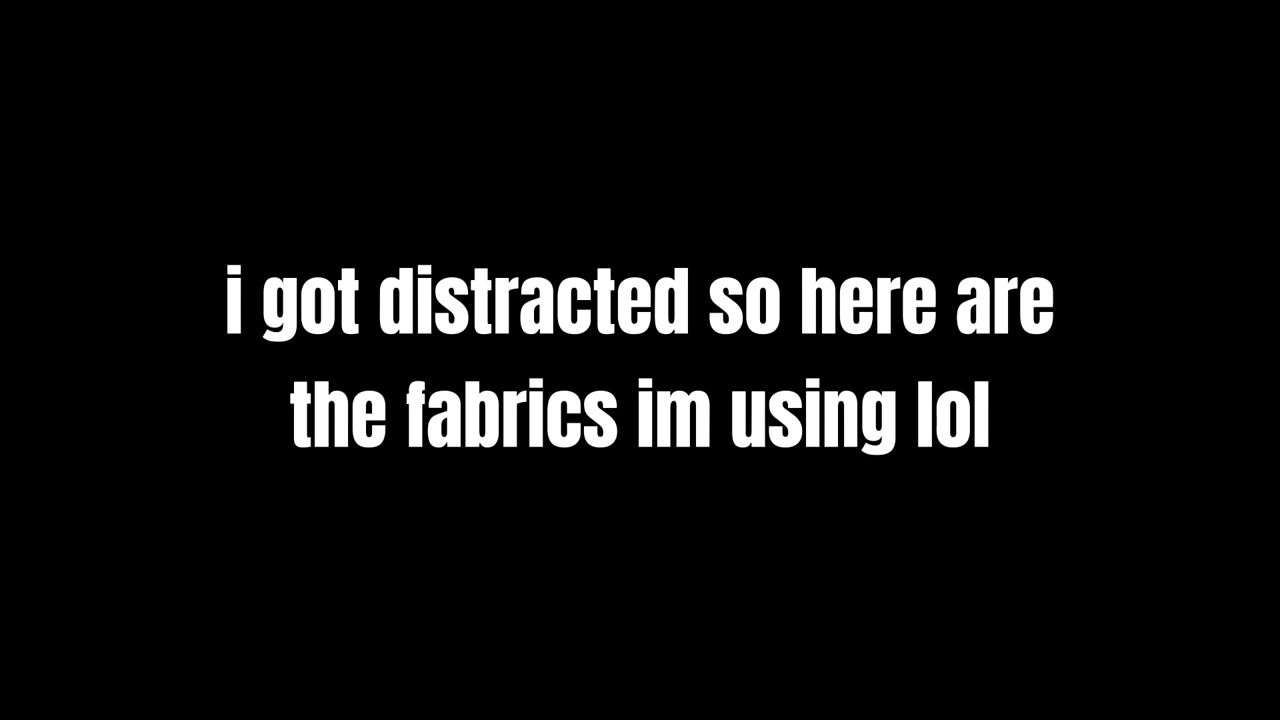 i got distracted so here are
the fabrics im using lol